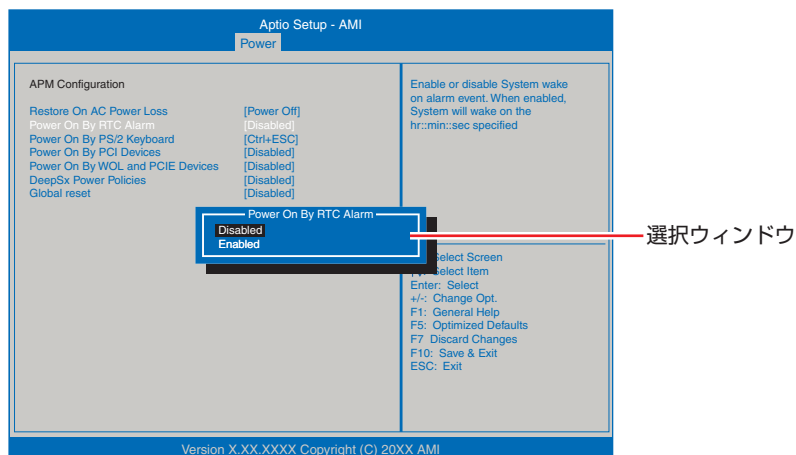 Aptio Setup - AMI
Power
APM Configuration
Restore On AC Power Loss [Power Off]
Power On By RTC Alarm [Disabled]
Power On By PS/2 Keyboard [Ctrl+ESC]
Power On By PCI Devices [Disabled]
Power On By WOL and PCIE Devices [Disabled]
DeepSx Power Policies [Disabled]
Global reset [Disabled]
Enable or disable System wake
on alarm event. When enabled,
System will wake on the
hr::min::sec specified
Power On By RTC Alarm
Disabled
Enabled
選択ウィンドウ
Select Screen
Select Item
Enter: Select
+/-: Change Opt.
F1: General Help
F5: Optimized Defaults
F7 Discard Changes
F10: Save & Exit
ESC: Exit
Version X.XX.XXXX Copyright (C) 20XX AMI